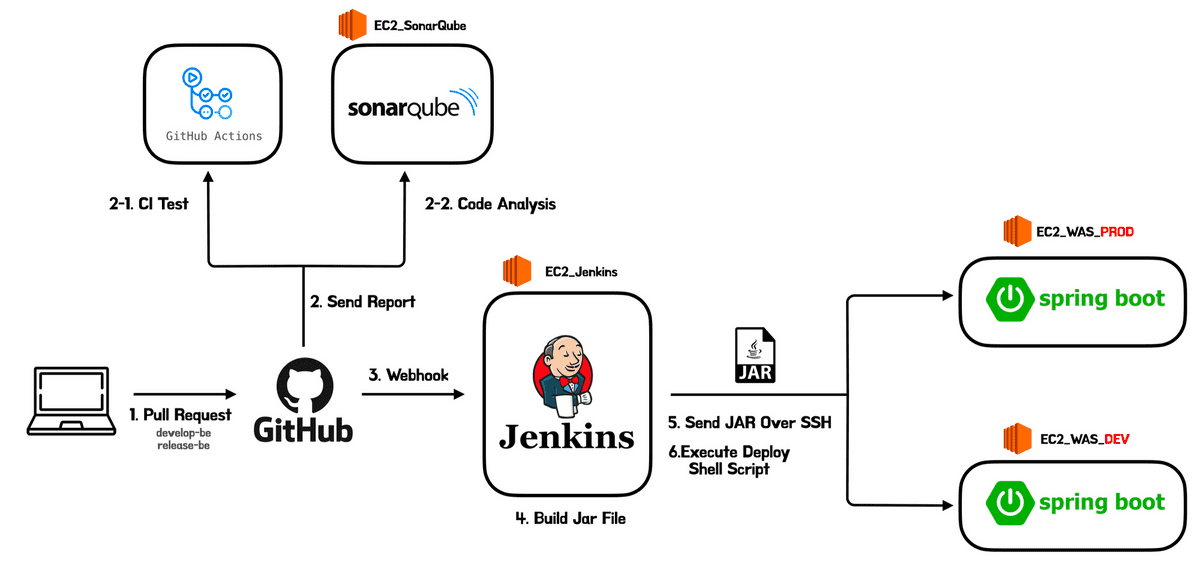 EC2_SonarQube
GitHub Actions
sonarqube
2-1. CI Test
2-2. Code Analysis
2. Send Report
1. Pull Request
develop-be
release-be
GitHub
3. Webhook
EC2_Jenkins
Jenkins
4. Build Jar File
JAR
5. Send JAR Over SSH
6.Execute Deploy
Shell Script
EC2_WAS_PROD
spring boot
EC2_WAS_DEV
spring boot